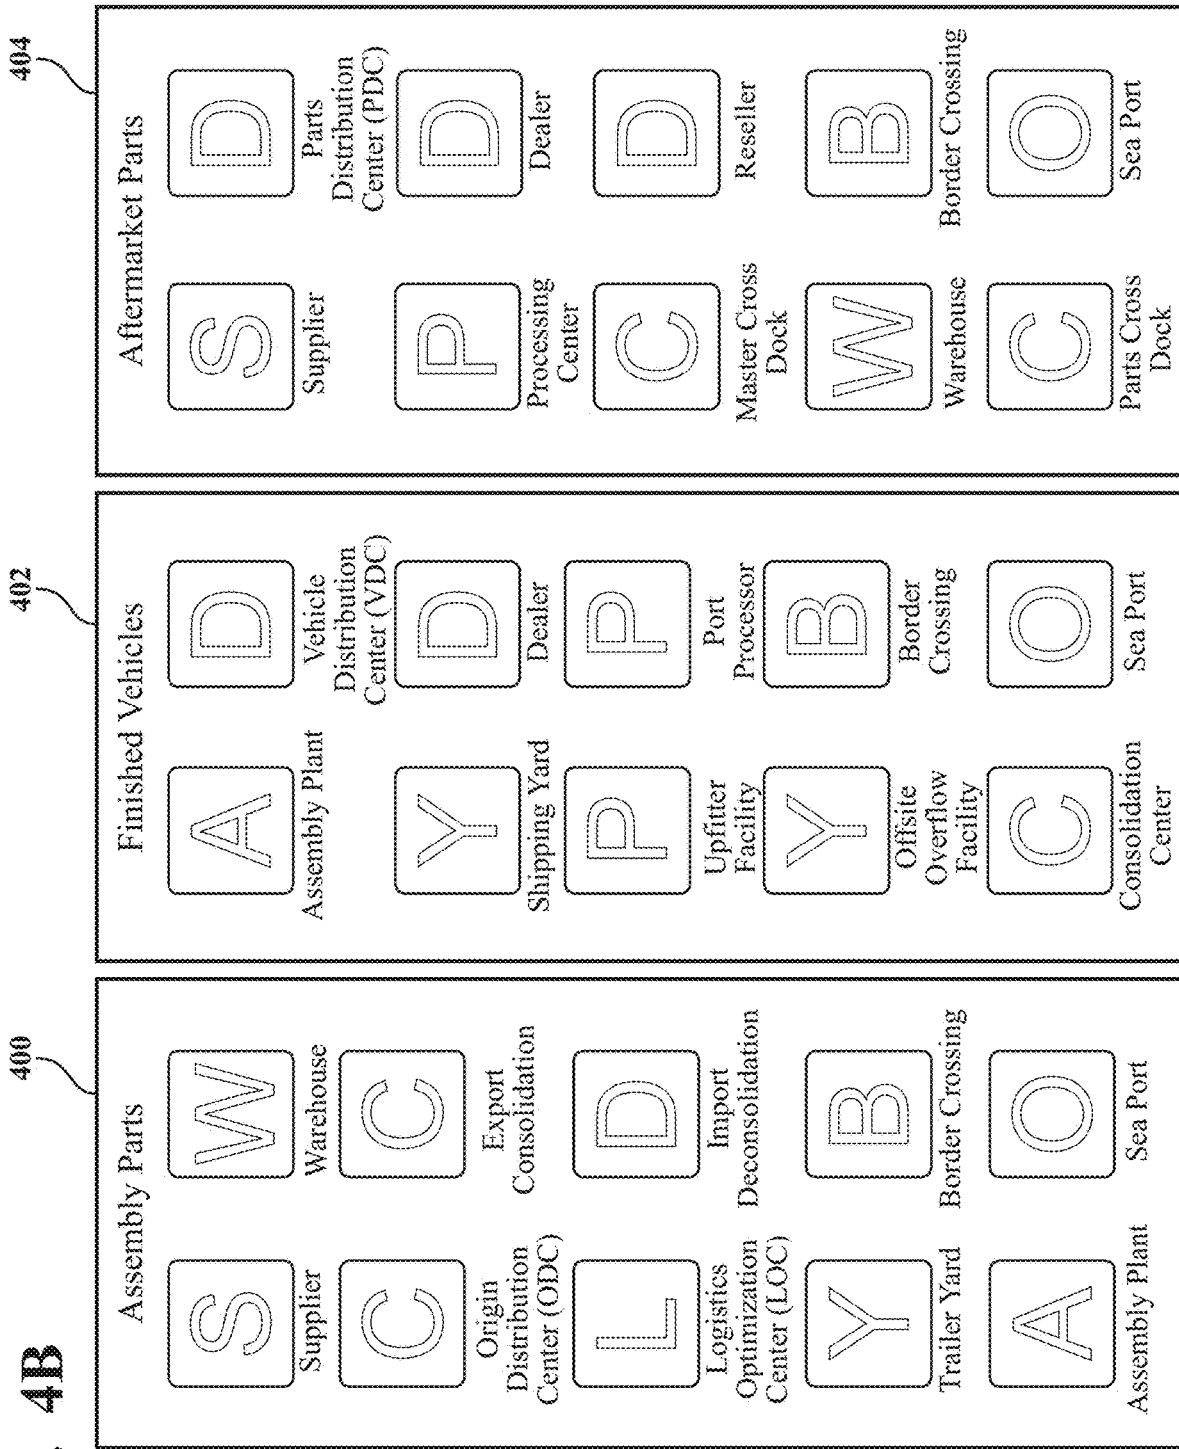 4B
400
Assembly Parts
S
Supplier
W
Warehouse
C
Origin
Distribution
Center (ODC)
C
Export
Consolidation
L
Logistics
Optimization
Center (LOC)
D
Import
Deconsolidation
Y
Trailer Yard
B
Border Crossing
A
Assembly Plant
O
Sea Port
402
Finished Vehicles
A
Assembly Plant
D
Vehicle
Distribution
Center (VDC)
Y
Shipping Yard
D
Dealer
P
Upfitter
Facility
P
Port
Processor
Y
Offsite
Overflow
Facility
B
Border
Crossing
C
Consolidation
Center
O
Sea Port
404
Aftermarket Parts
S
Supplier
D
Parts
Distribution
Center (PDC)
P
Processing
Center
D
Dealer
C
Master Cross
Dock
D
Reseller
W
Warehouse
B
Border Crossing
C
Parts Cross
Dock
O
Sea Port